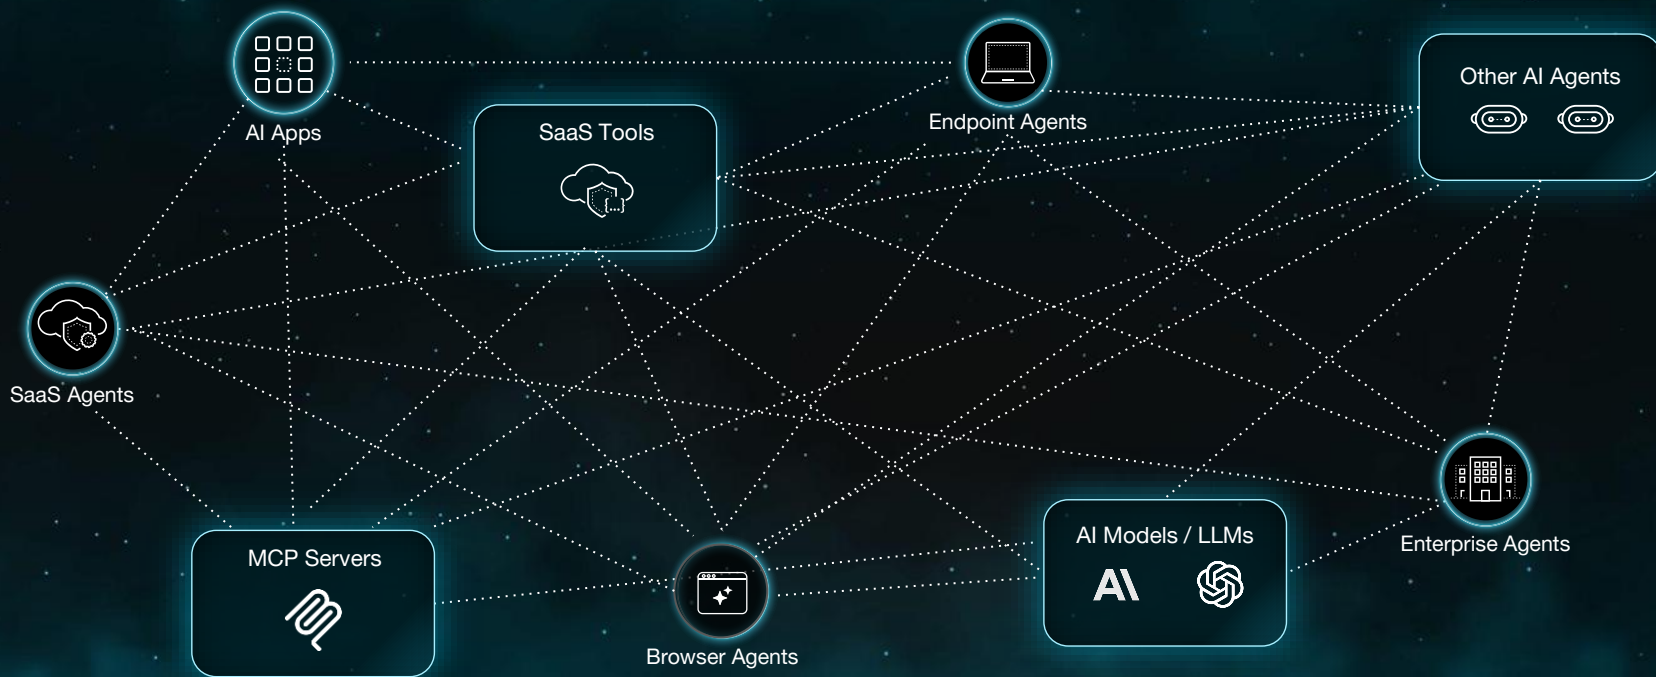 AI Apps
SaaS Tools
Endpoint Agents
Other AI Agents
SaaS Agents
MCP Servers
Browser Agents
AI Models / LLMs
Enterprise Agents